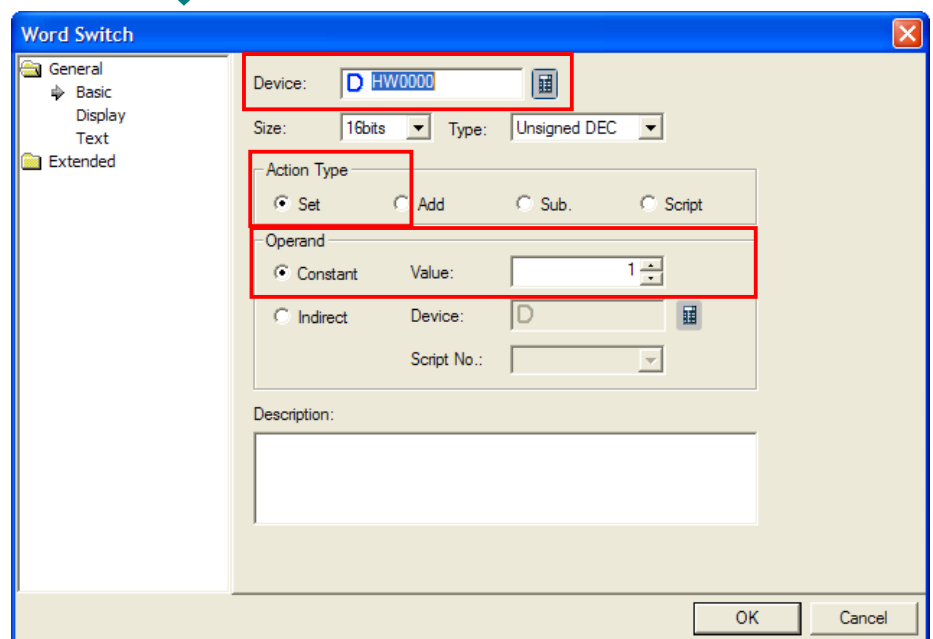 Word Switch
General
Basic
Display
Text
Extended
Device: D HW0000
Size: 16bits Type: Unsigned DEC
Action Type
Set Add Sub. Script
Operand
Constant Value: 1
Indirect Device: D
Script No.:
Description:
OK Cancel